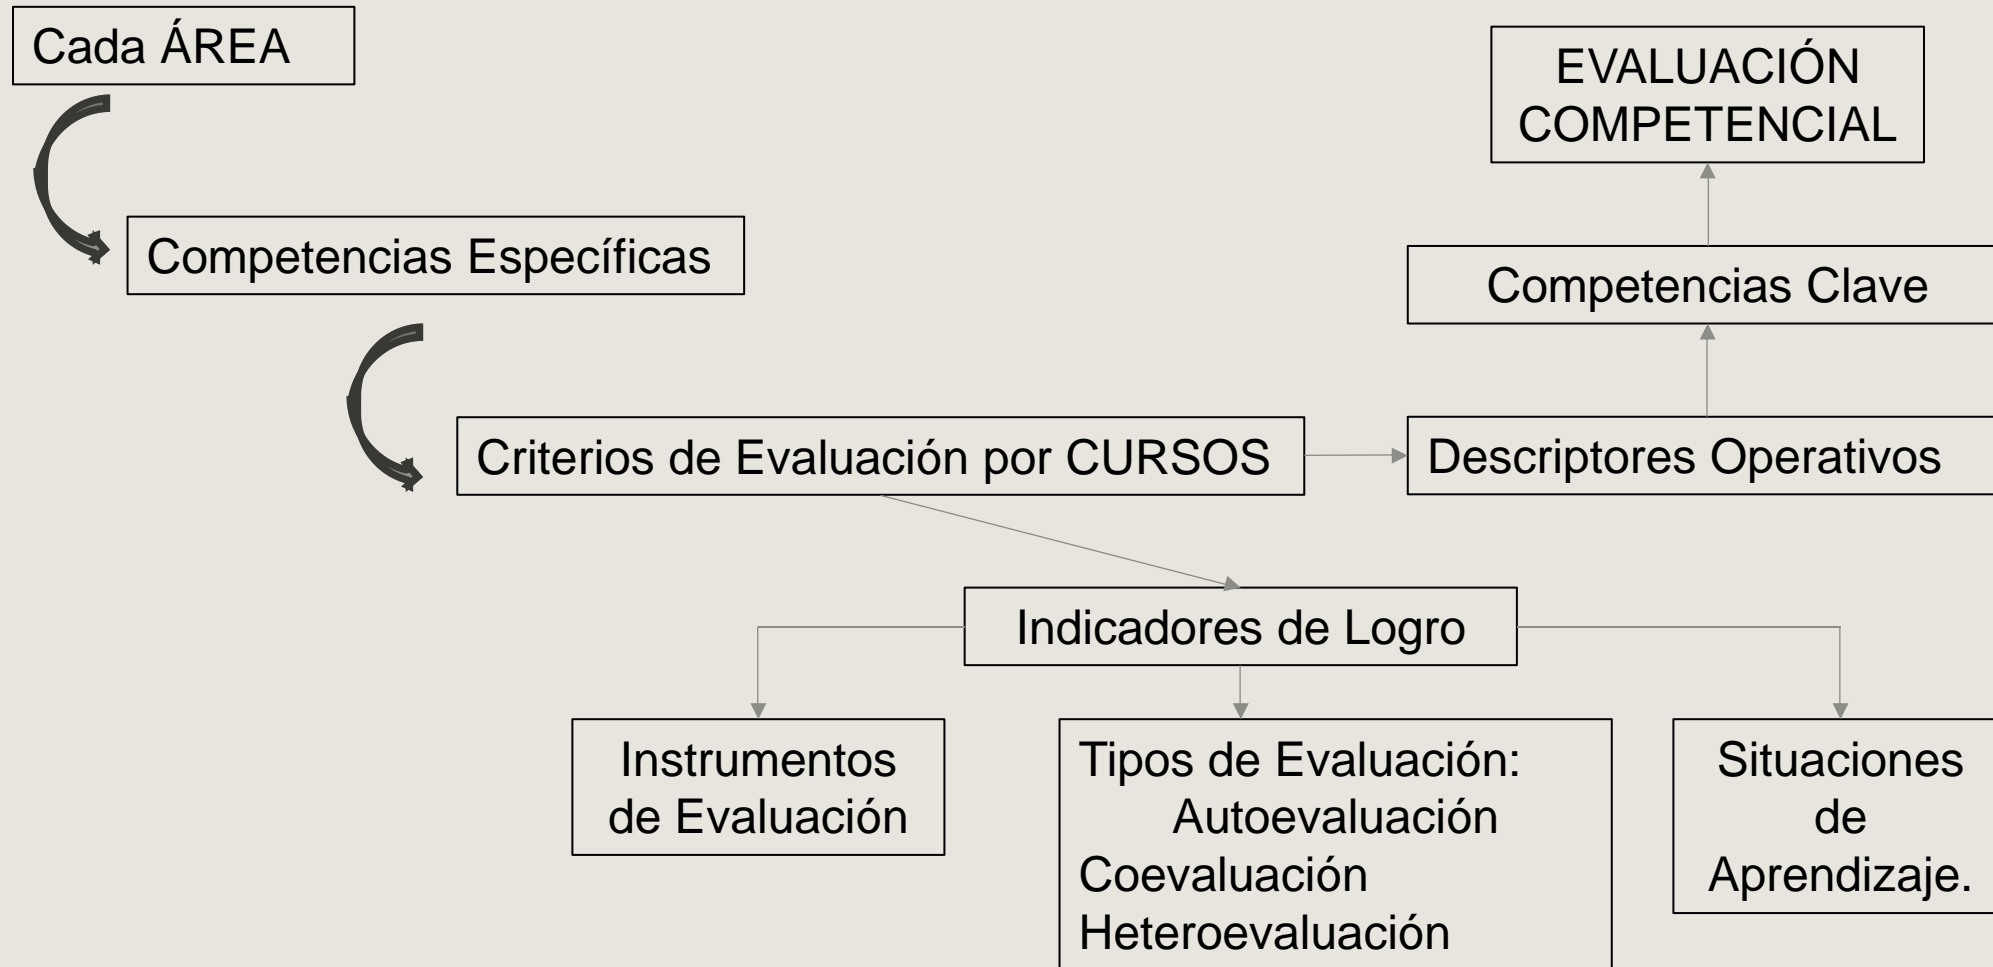 Cada ÁREA
EVALUACIÓN
COMPETENCIAL
Competencias Específicas
Competencias Clave
Criterios de Evaluación por CURSOS
Descriptores Operativos
Indicadores de Logro
Instrumentos
de Evaluación
Tipos de Evaluación:
Autoevaluación
Coevaluación
Heteroevaluación
Situaciones
de
Aprendizaje.